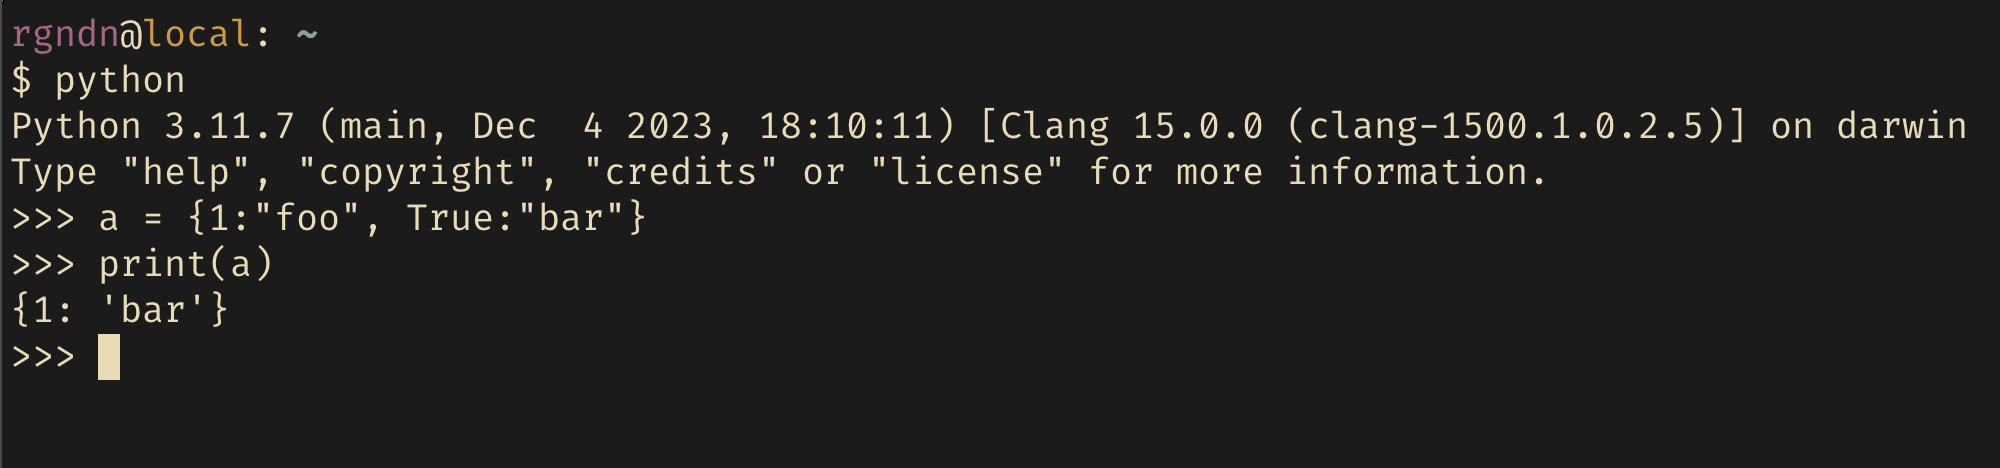 rgndn@local: ~
$ python
Python 3.11.7 (main, Dec  4 2023, 18:10:11) [Clang 15.0.0 (clang-1500.1.0.2.5)] on darwin
Type "help", "copyright", "credits" or "license" for more information.
>>> a = {1:"foo", True:"bar"}
>>> print(a)
{1: 'bar'}
>>>